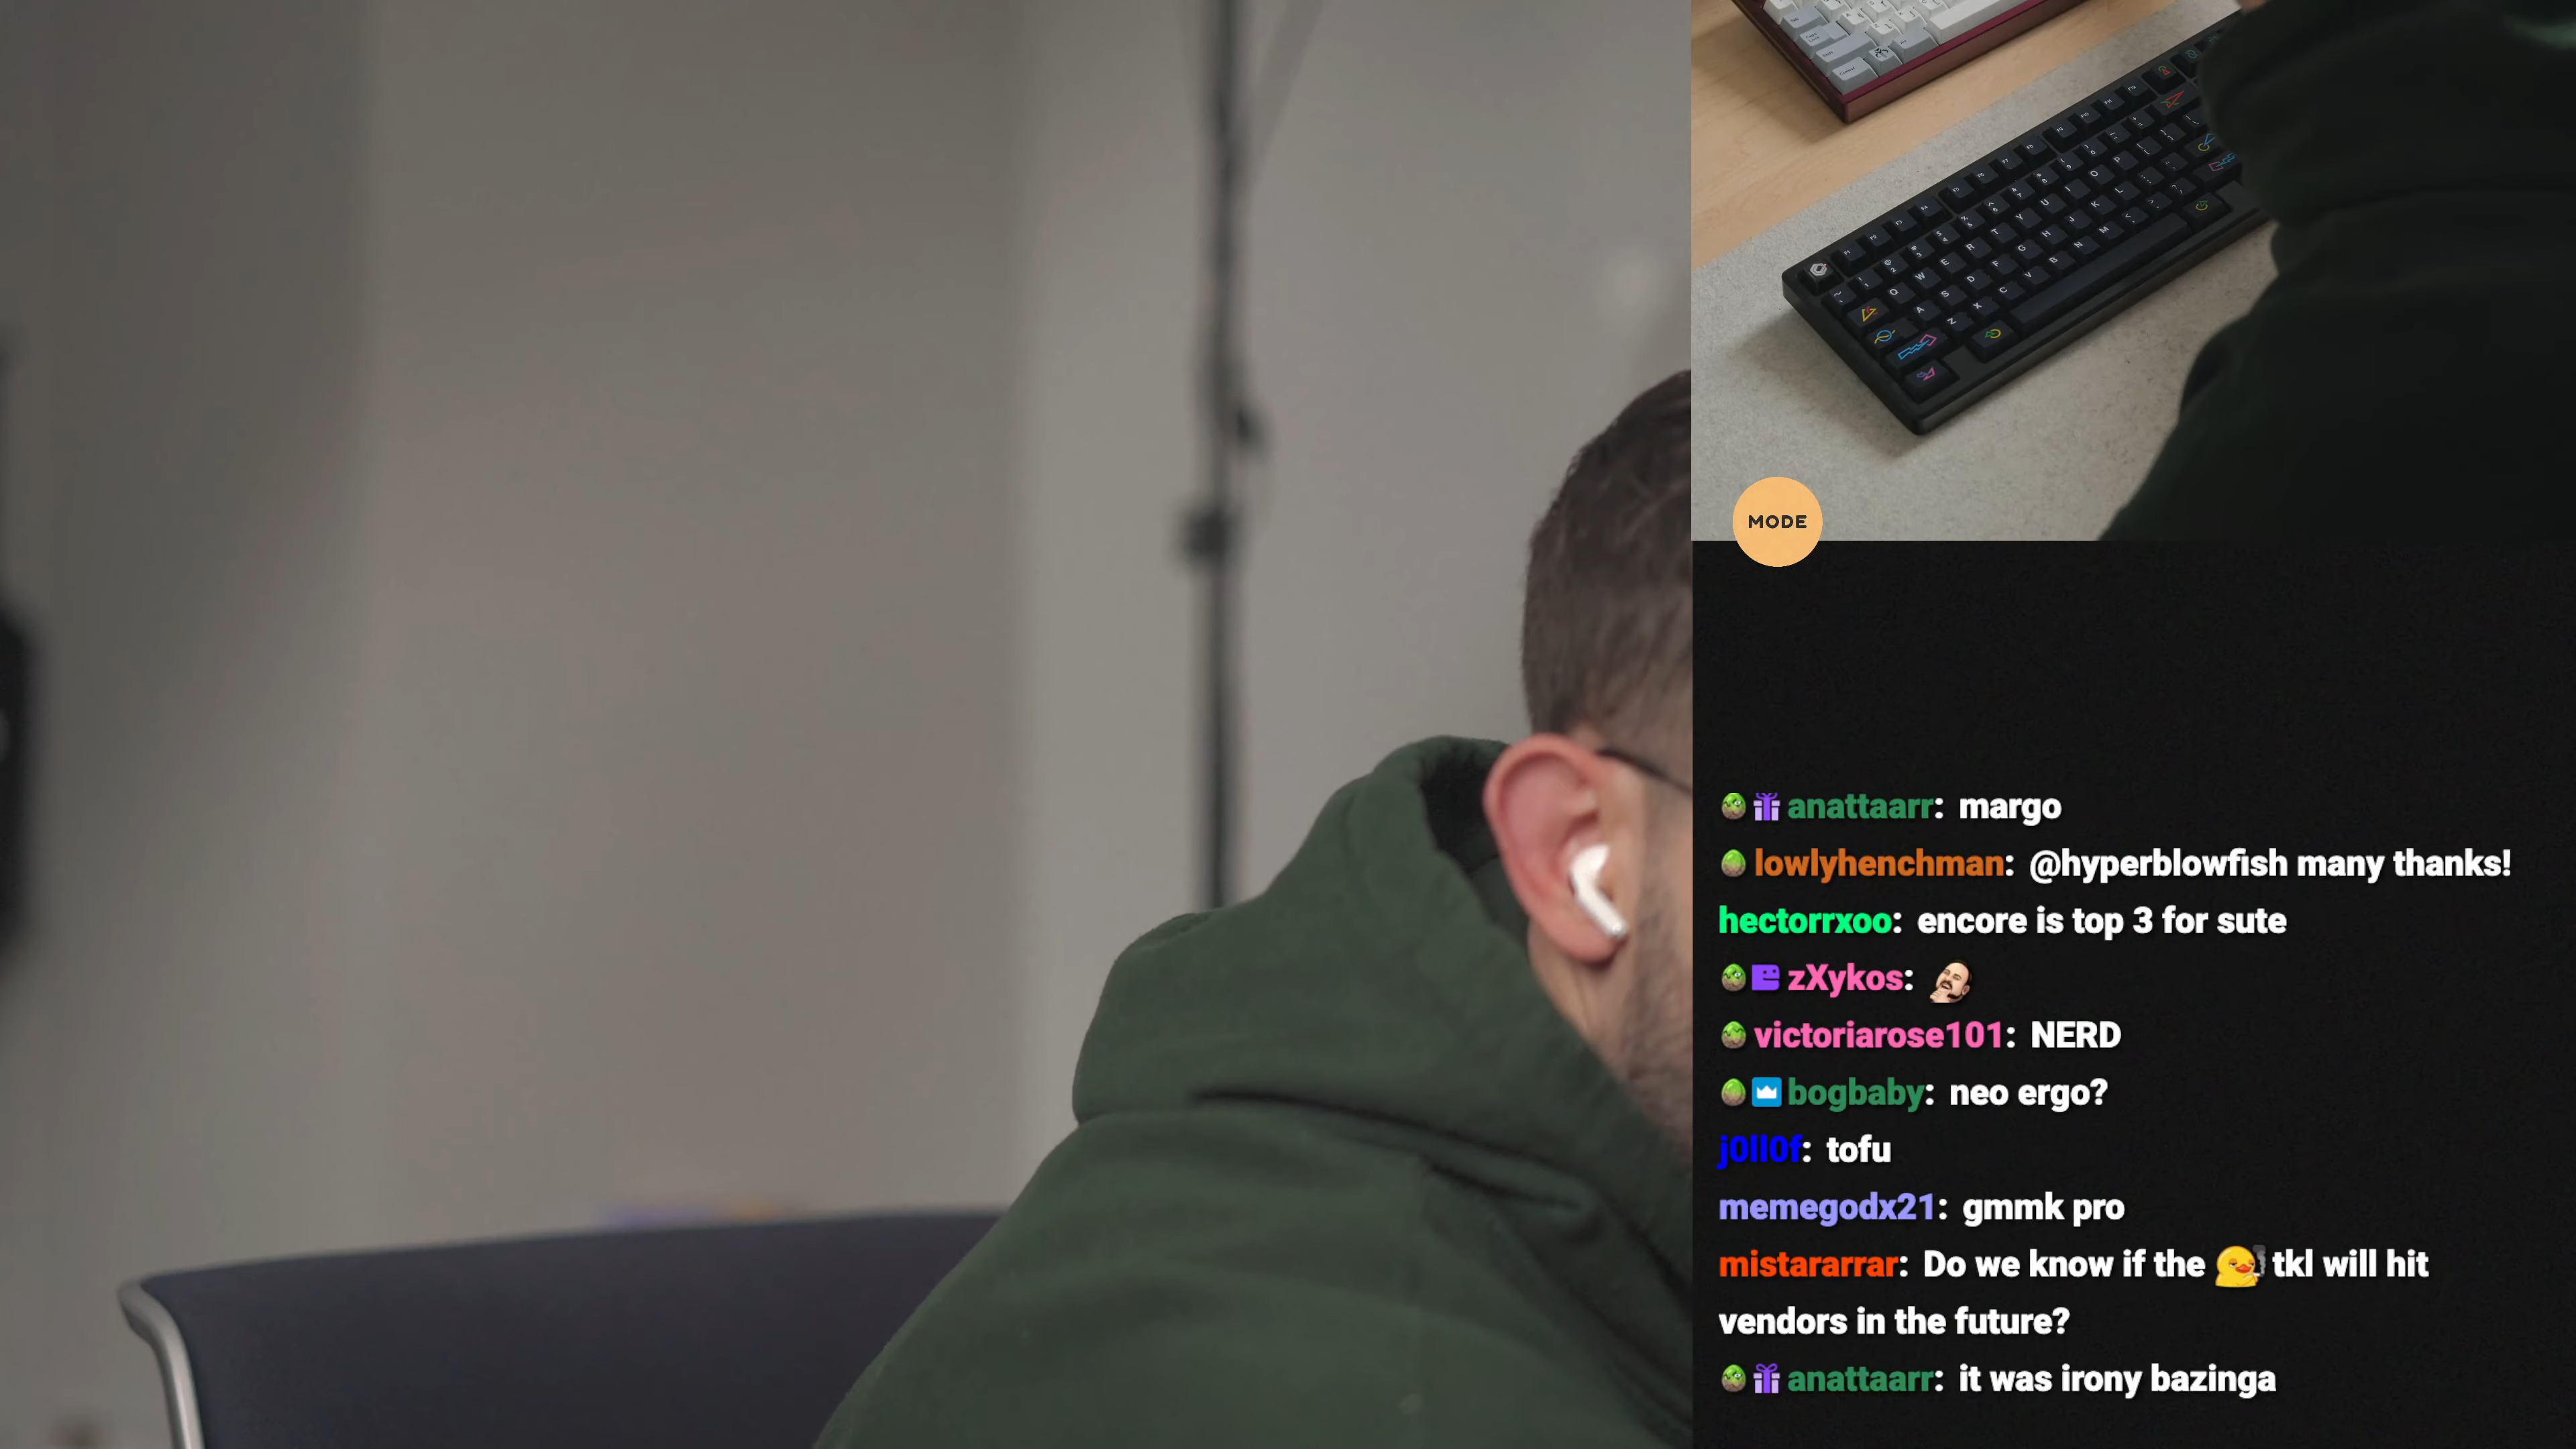 MODE
anattaarr: margo
lowlyhenchman: @hyperblowfish many thanks!
hectorrxoo: encore is top 3 for sute
zXykos:
victoriarose101: NERD
bogbaby: neo ergo?
j0ll0f: tofu
memegodx21: gmmk pro
mistararrar: Do we know if the tkl will hit
vendors in the future?
anattaarr: it was irony bazinga